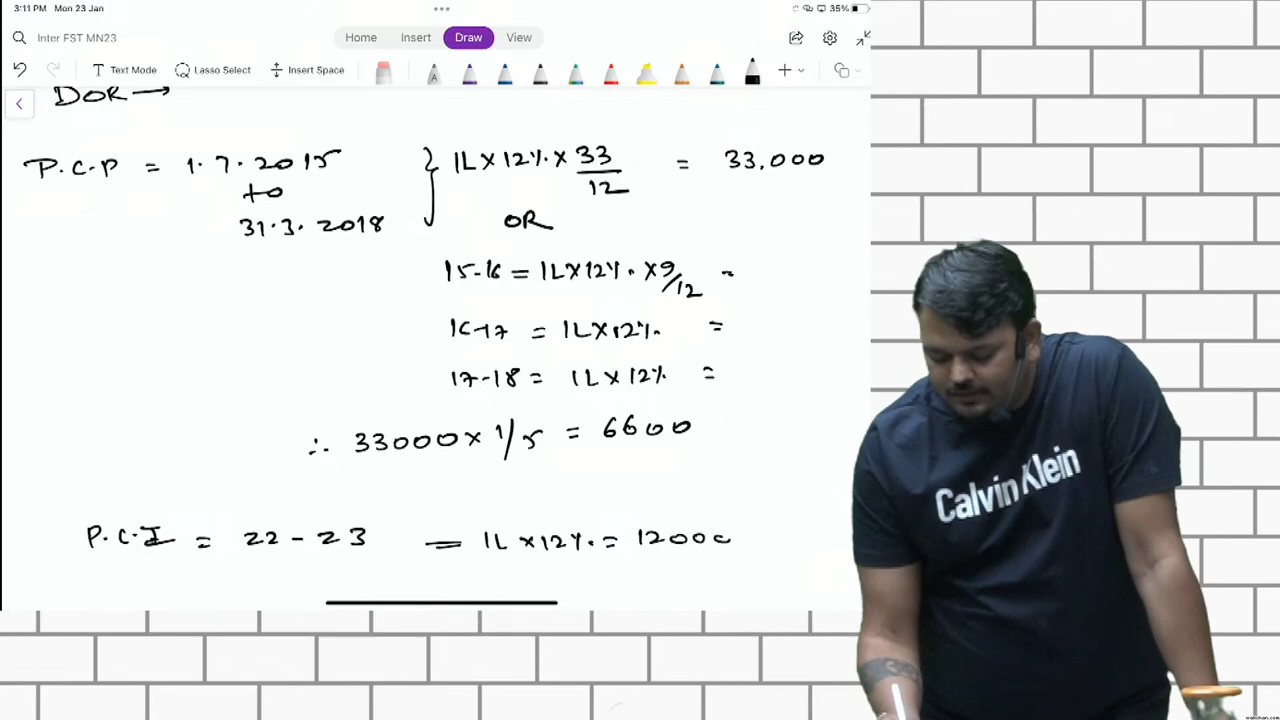 3:11 PM Mon 23 Jan
35%
Inter FST MN23
Home Insert Draw View
Text Mode Lasso Select Insert Space
DOR →
P.C.P = 1.7.2015 } 1L X 12% X 33/12 = 33,000
to
31.3.2018 OR
15-16 = 1L X 12% X 9/12 =
16-17 = 1L X 12% =
17-18 = 1L X 12% =
∴ 33000 X 1/5 = 6600
P.C.I = 22-23 — 1L X 12% = 12000
Calvin Klein